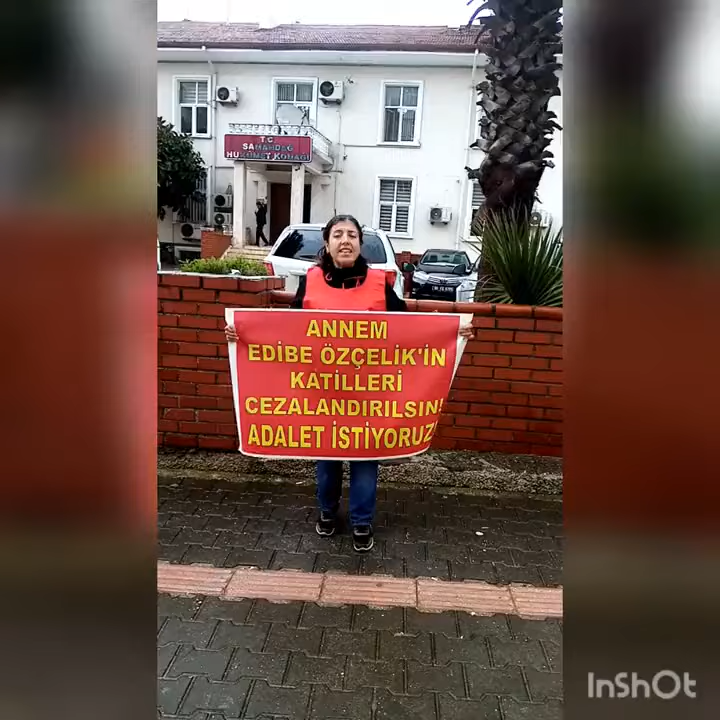 T.C.
SAMANDAĞ
HÜKÜMET KONAĞI
ANNEM
EDİBE ÖZÇELİK'İN
KATİLLERİ
CEZALANDIRILSIN!
ADALET İSTİYORUZ!
InShOt